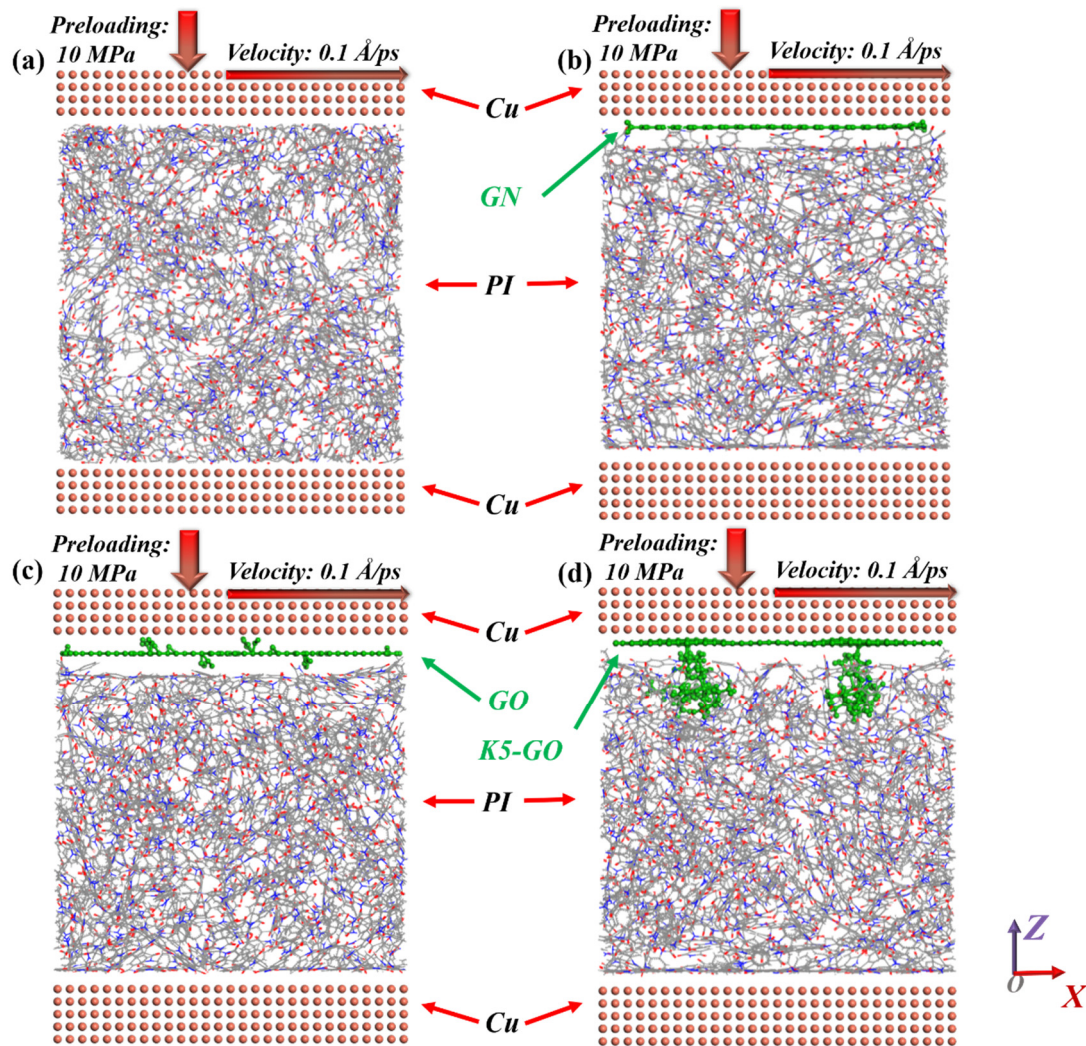 Preloading:
10 MPa
Velocity: 0.1 Å/ps
(a)
Preloading:
10 MPa
Velocity: 0.1 Å/ps
(b)
Cu
GN
PI
Cu
Preloading:
10 MPa
Velocity: 0.1 Å/ps
(c)
Preloading:
10 MPa
Velocity: 0.1 Å/ps
(d)
Cu
GO
K5-GO
PI
Cu
Z
O
X